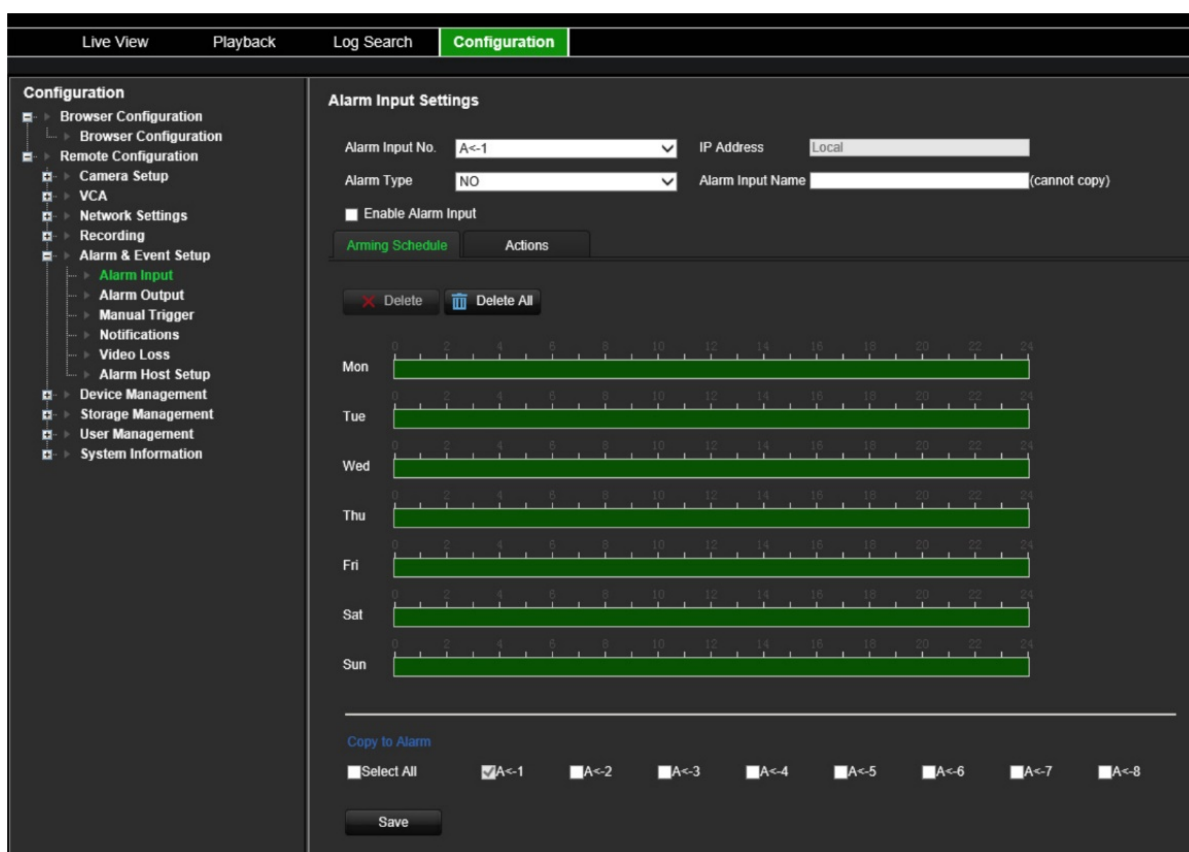 Live View Playback Log Search Configuration
Configuration
Browser Configuration
Browser Configuration
Remote Configuration
Camera Setup
VCA
Network Settings
Recording
Alarm & Event Setup
Alarm Input
Alarm Output
Manual Trigger
Notifications
Video Loss
Alarm Host Setup
Device Management
Storage Management
User Management
System Information
Alarm Input Settings
Alarm Input No. A<-1 IP Address Local
Alarm Type NO Alarm Input Name (cannot copy)
Enable Alarm Input
Arming Schedule Actions
Delete Delete All
0 2 4 6 8 10 12 14 16 18 20 22 24
Mon
0 2 4 6 8 10 12 14 16 18 20 22 24
Tue
0 2 4 6 8 10 12 14 16 18 20 22 24
Wed
0 2 4 6 8 10 12 14 16 18 20 22 24
Thu
0 2 4 6 8 10 12 14 16 18 20 22 24
Fri
0 2 4 6 8 10 12 14 16 18 20 22 24
Sat
0 2 4 6 8 10 12 14 16 18 20 22 24
Sun
Copy to Alarm
Select All A<-1 A<-2 A<-3 A<-4 A<-5 A<-6 A<-7 A<-8
Save